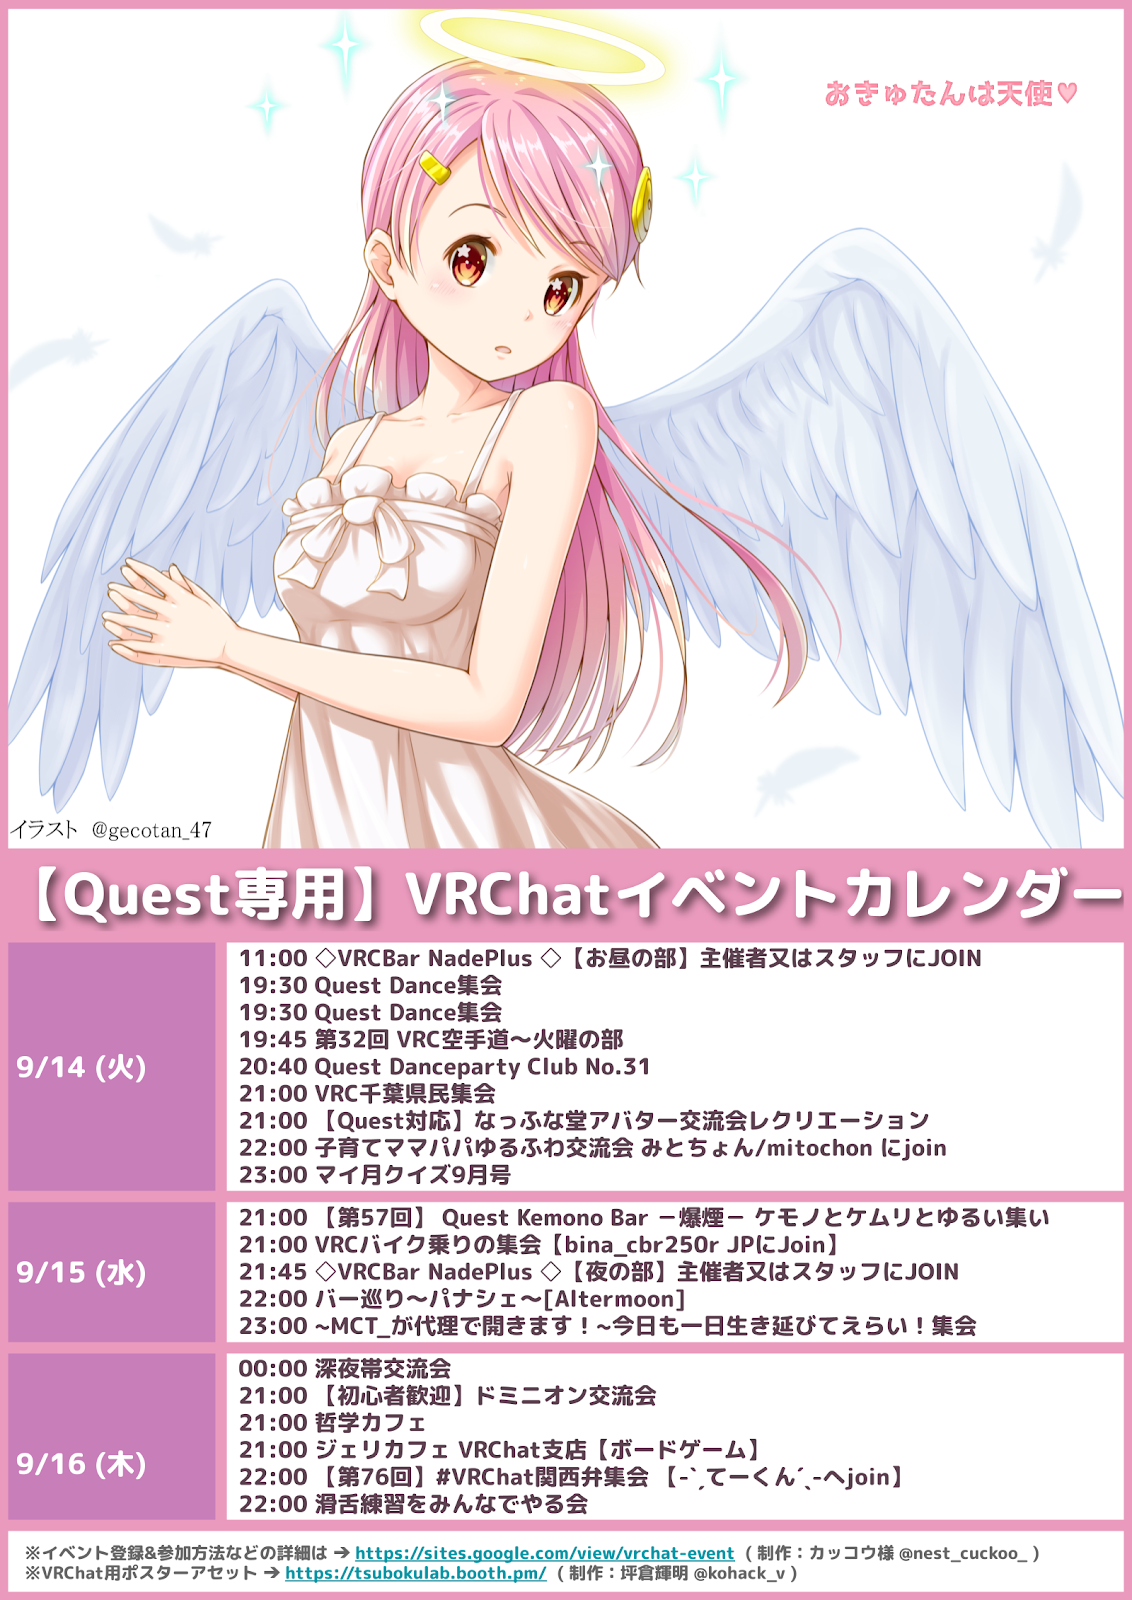 おきゅたんは天使♥
イラスト @gecotan_47
【Quest専用】VRChatイベントカレンダー
9/14 (火)
11:00 ◇VRCBar NadePlus ◇【お昼の部】主催者又はスタッフにJOIN
19:30 Quest Dance集会
19:30 Quest Dance集会
19:45 第32回 VRC空手道～火曜の部
20:40 Quest Danceparty Club No.31
21:00 VRC千葉県民集会
21:00 【Quest対応】なっふな堂アバター交流会レクリエーション
22:00 子育てママパパゆるふわ交流会 みとちょん/mitochon にjoin
23:00 マイ月クイズ9月号
9/15 (水)
21:00 【第57回】 Quest Kemono Bar －爆煙－ ケモノとケムリとゆるい集い
21:00 VRCバイク乗りの集会【bina_cbr250r JPにJoin】
21:45 ◇VRCBar NadePlus ◇【夜の部】主催者又はスタッフにJOIN
22:00 バー巡り～パナシェ～[Altermoon]
23:00 ~MCT_が代理で開きます！~今日も一日生き延びてえらい！集会
9/16 (木)
00:00 深夜帯交流会
21:00 【初心者歓迎】ドミニオン交流会
21:00 哲学カフェ
21:00 ジェリカフェ VRChat支店【ボードゲーム】
22:00 【第76回】#VRChat関西弁集会 【-`ˏてーくん´ˎ-へjoin】
22:00 滑舌練習をみんなでやる会
※イベント登録&参加方法などの詳細は → https://sites.google.com/view/vrchat-event ( 制作：カッコウ様 @nest_cuckoo_ )
※VRChat用ポスターアセット → https://tsubokulab.booth.pm/ ( 制作：坪倉輝明 @kohack_v )